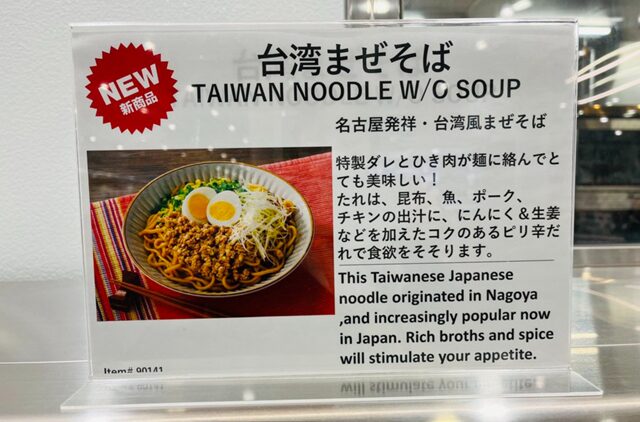 NEW
新商品
台湾まぜそば
TAIWAN NOODLE W/O SOUP
名古屋発祥・台湾風まぜそば
特製ダレとひき肉が麺に絡んでと
ても美味しい！
たれは、昆布、魚、ポーク、
チキンの出汁に、にんにく＆生姜
などを加えたコクのあるピリ辛だ
れで食欲をそそります。
This Taiwanese Japanese
noodle originated in Nagoya
,and increasingly popular now
in Japan. Rich broths and spice
will stimulate your appetite.
Item# 90141